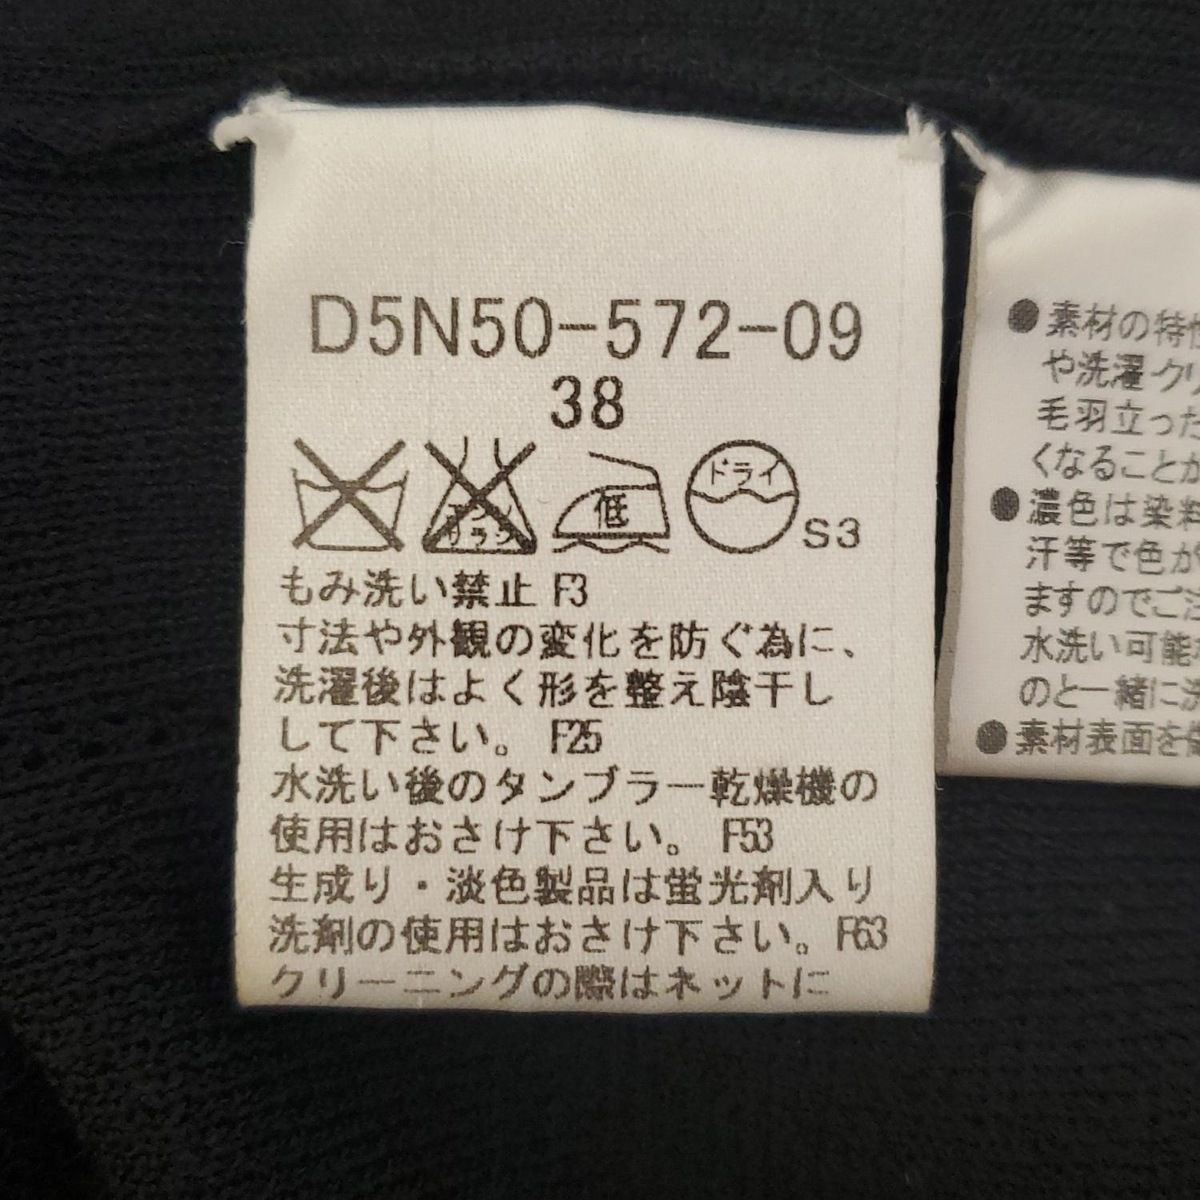 D5N50-572-09
38
エンソ
サラシ
低
ドライ
S3
もみ洗い禁止 F3
寸法や外観の変化を防ぐ為に、
洗濯後はよく形を整え陰干し
して下さい。 F25
水洗い後のタンブラー乾燥機の
使用はおさけ下さい。 F53
生成り・淡色製品は蛍光剤入り
洗剤の使用はおさけ下さい。F63
クリーニングの際はネットに
●素材の特性
や洗濯・クリ
毛羽立った
くなることが
●濃色は染料
汗等で色が
ますのでご注
水洗い可能な
のと一緒に洗
●素材表面を